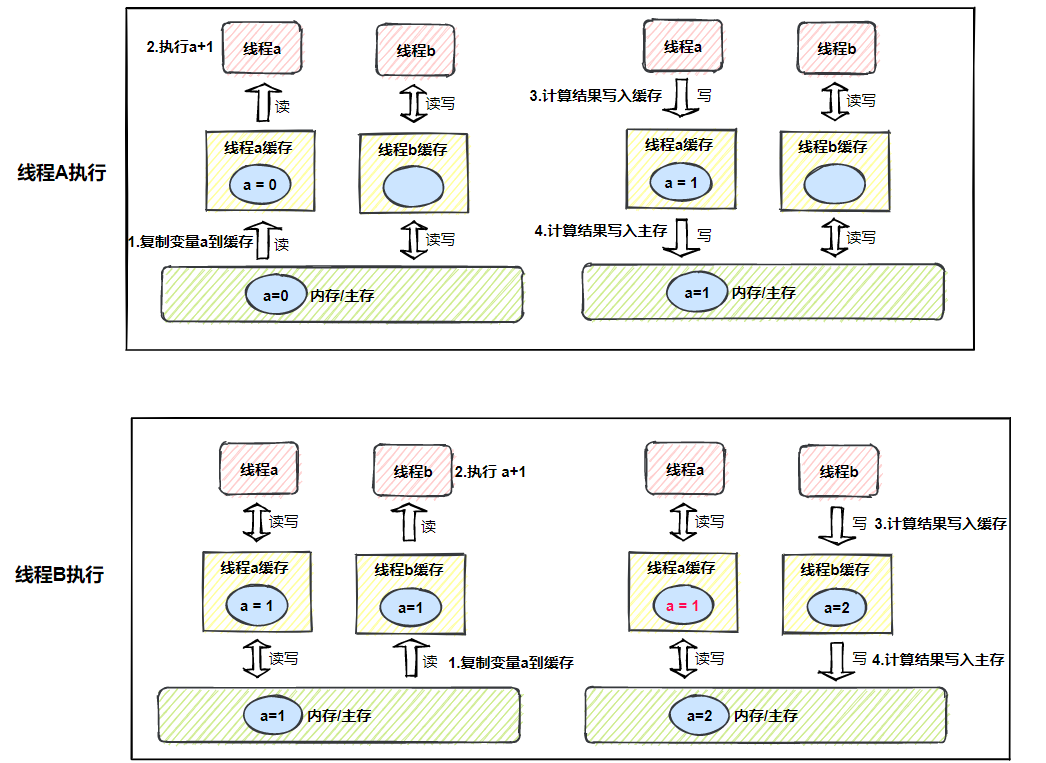 2.执行a+1
线程a
线程b
读
读写
线程a缓存
a = 0
线程b缓存
1.复制变量a到缓存
读
读写
a=0
内存/主存
线程a
线程b
3.计算结果写入缓存
写
读写
线程a缓存
a = 1
线程b缓存
4.计算结果写入主存
写
读写
a=1
内存/主存
线程A执行
线程a
线程b
2.执行 a+1
读写
读
线程a缓存
a = 1
线程b缓存
a=1
读写
读
1.复制变量a到缓存
a=1
内存/主存
线程a
线程b
读写
写
3.计算结果写入缓存
线程a缓存
a = 1
线程b缓存
a=2
读写
写
4.计算结果写入主存
a=2
内存/主存
线程B执行